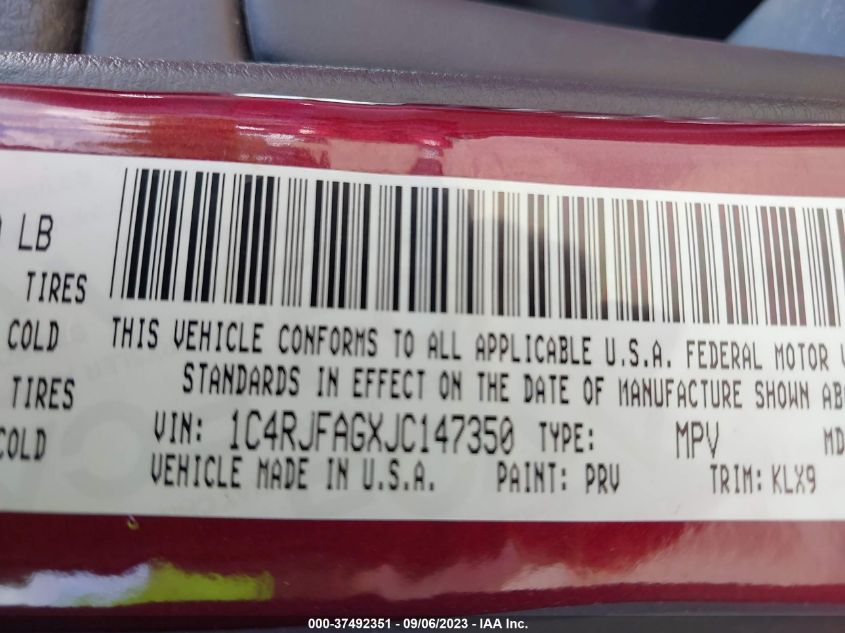 LB
TIRES
COLD
TIRES
COLD
THIS VEHICLE CONFORMS TO ALL APPLICABLE U.S.A. FEDERAL MOTOR
STANDARDS IN EFFECT ON THE DATE OF MANUFACTURE SHOWN
VIN: 1C4RJFAGXJC147350 TYPE: MPV
VEHICLE MADE IN U.S.A. PAINT: PRV TRIM: KLX9
000-37492351 - 09/06/2023 - IAA Inc.